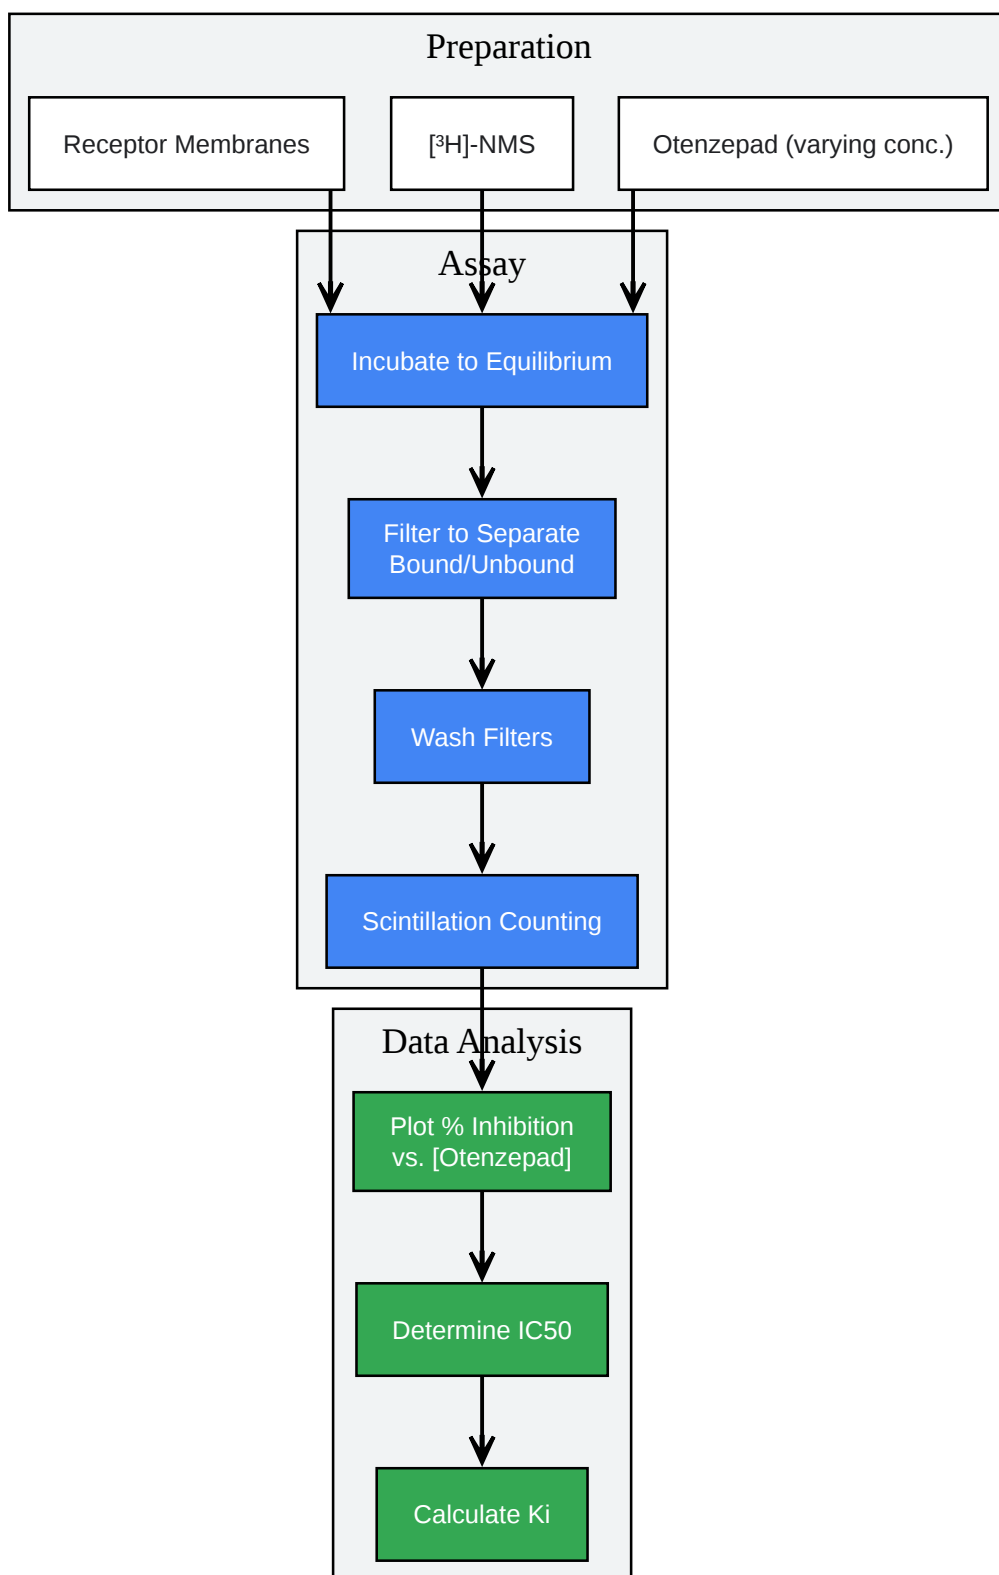 Preparation
Receptor Membranes
[³H]-NMS
Otenzepad (varying conc.)
Assay
Incubate to Equilibrium
Filter to Separate
Bound/Unbound
Wash Filters
Scintillation Counting
Data Analysis
Plot % Inhibition
vs. [Otenzepad]
Determine IC50
Calculate Ki